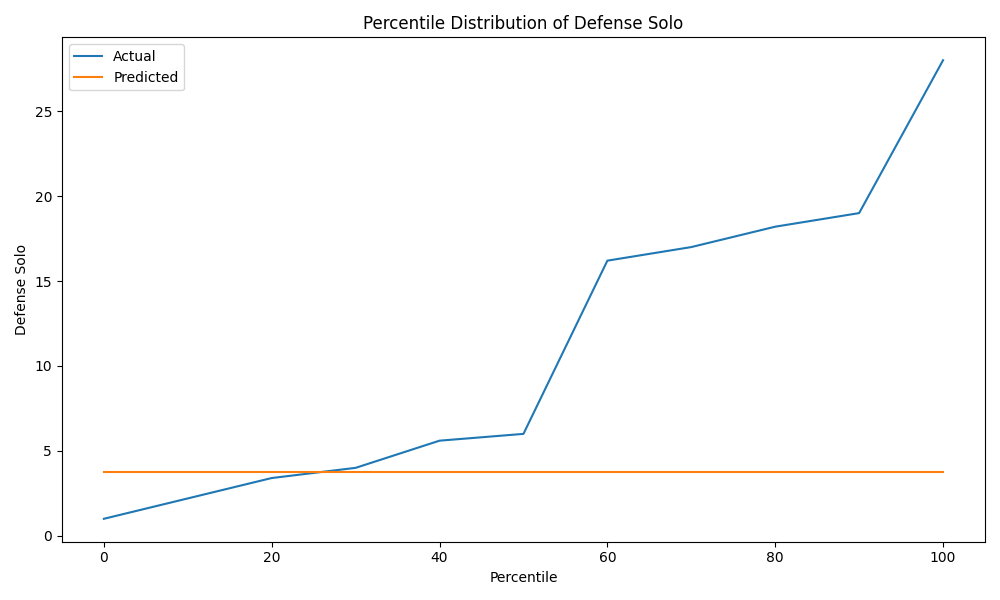 Percentile Distribution of Defense Solo
Actual
Predicted
Defense Solo
25
20
15
10
5
0
0 20 40 60 80 100
Percentile